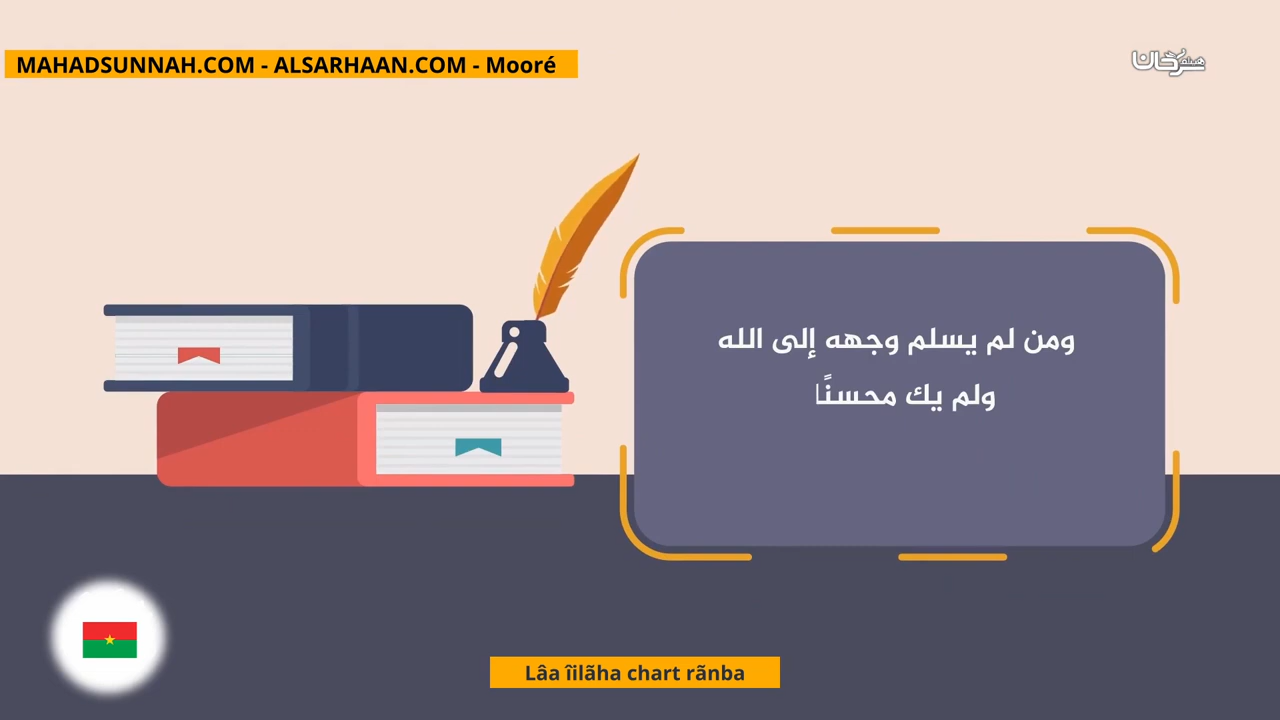 MAHADSUNNAH.COM - ALSARHAAN.COM - Mooré
ومن لم يسلم وجهه إلى الله
ولم يك محسنًا
Lâa îilãha chart rãnba